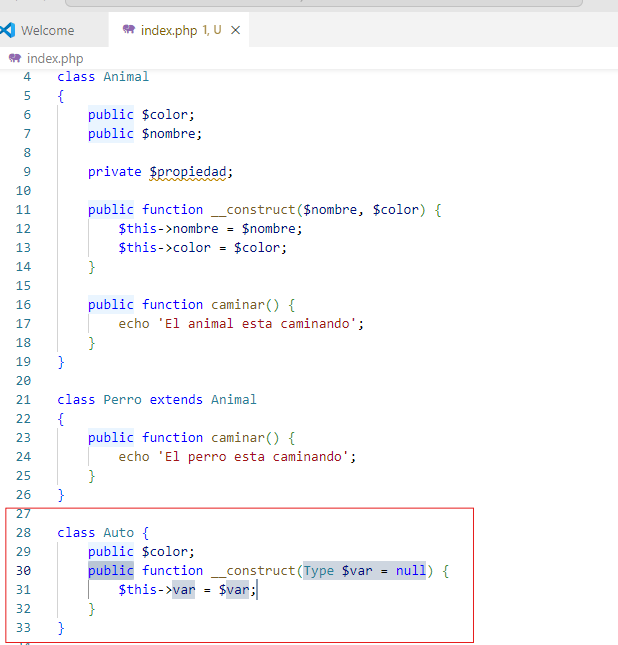 Welcome
index.php 1, U
index.php
4 class Animal
5 {
6 public $color;
7 public $nombre;
8
9 private $propiedad;
10
11 public function __construct($nombre, $color) {
12 $this->nombre = $nombre;
13 $this->color = $color;
14 }
15
16 public function caminar() {
17 echo 'El animal esta caminando';
18 }
19 }
20
21 class Perro extends Animal
22 {
23 public function caminar() {
24 echo 'El perro esta caminando';
25 }
26 }
27
28 class Auto {
29 public $color;
30 public function __construct(Type $var = null) {
31 $this->var = $var;
32 }
33 }